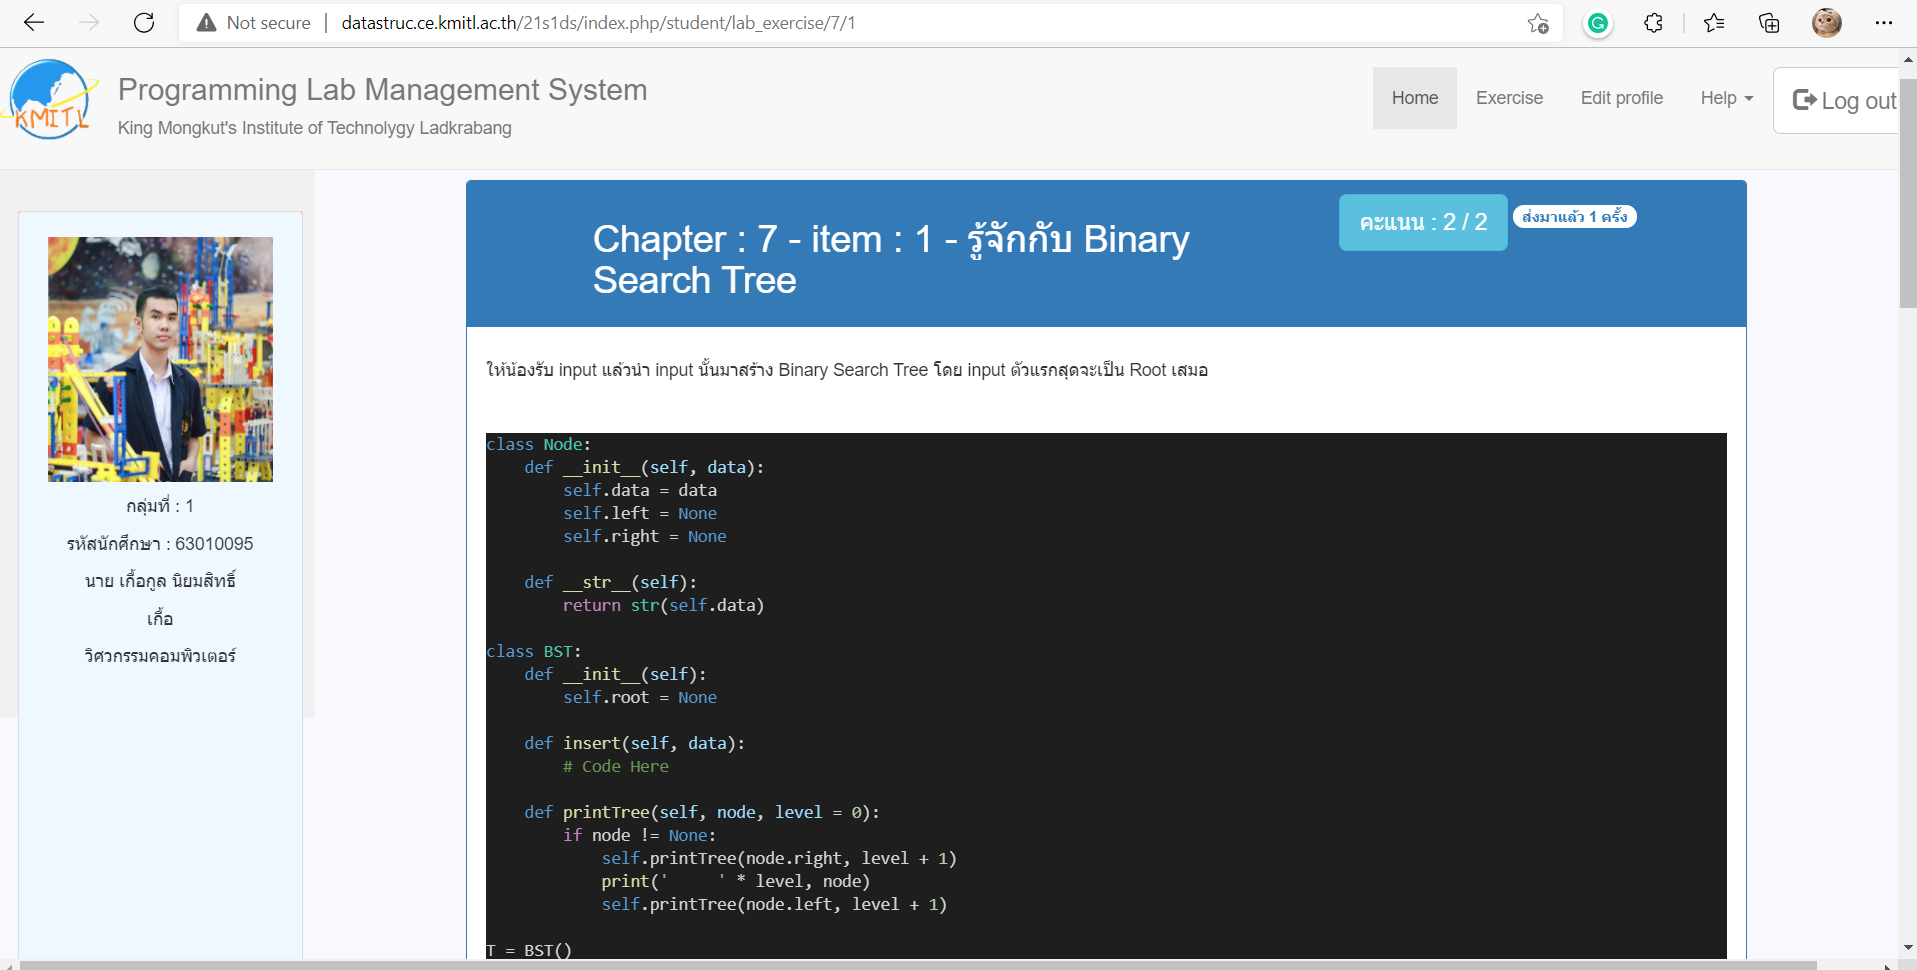 Not secure
datastruc.ce.kmitl.ac.th/21s1ds/index.php/student/lab_exercise/7/1
KMITL
Programming Lab Management System
King Mongkut's Institute of Technolygy Ladkrabang
Home
Exercise
Edit profile
Help
Log out
กลุ่มที่ : 1
รหัสนักศึกษา : 63010095
นาย เกื้อกูล นิยมสิทธิ์
เกื้อ
วิศวกรรมคอมพิวเตอร์
Chapter : 7 - item : 1 - รู้จักกับ Binary
Search Tree
คะแนน : 2 / 2
ส่งมาแล้ว 1 ครั้ง
ให้น้องรับ input แล้วนำ input นั้นมาสร้าง Binary Search Tree โดย input ตัวแรกสุดจะเป็น Root เสมอ
class Node:
    def __init__(self, data):
        self.data = data
        self.left = None
        self.right = None
    def __str__(self):
        return str(self.data)
class BST:
    def __init__(self):
        self.root = None
    def insert(self, data):
        # Code Here
    def printTree(self, node, level = 0):
        if node != None:
            self.printTree(node.right, level + 1)
            print('     ' * level, node)
            self.printTree(node.left, level + 1)
T = BST()